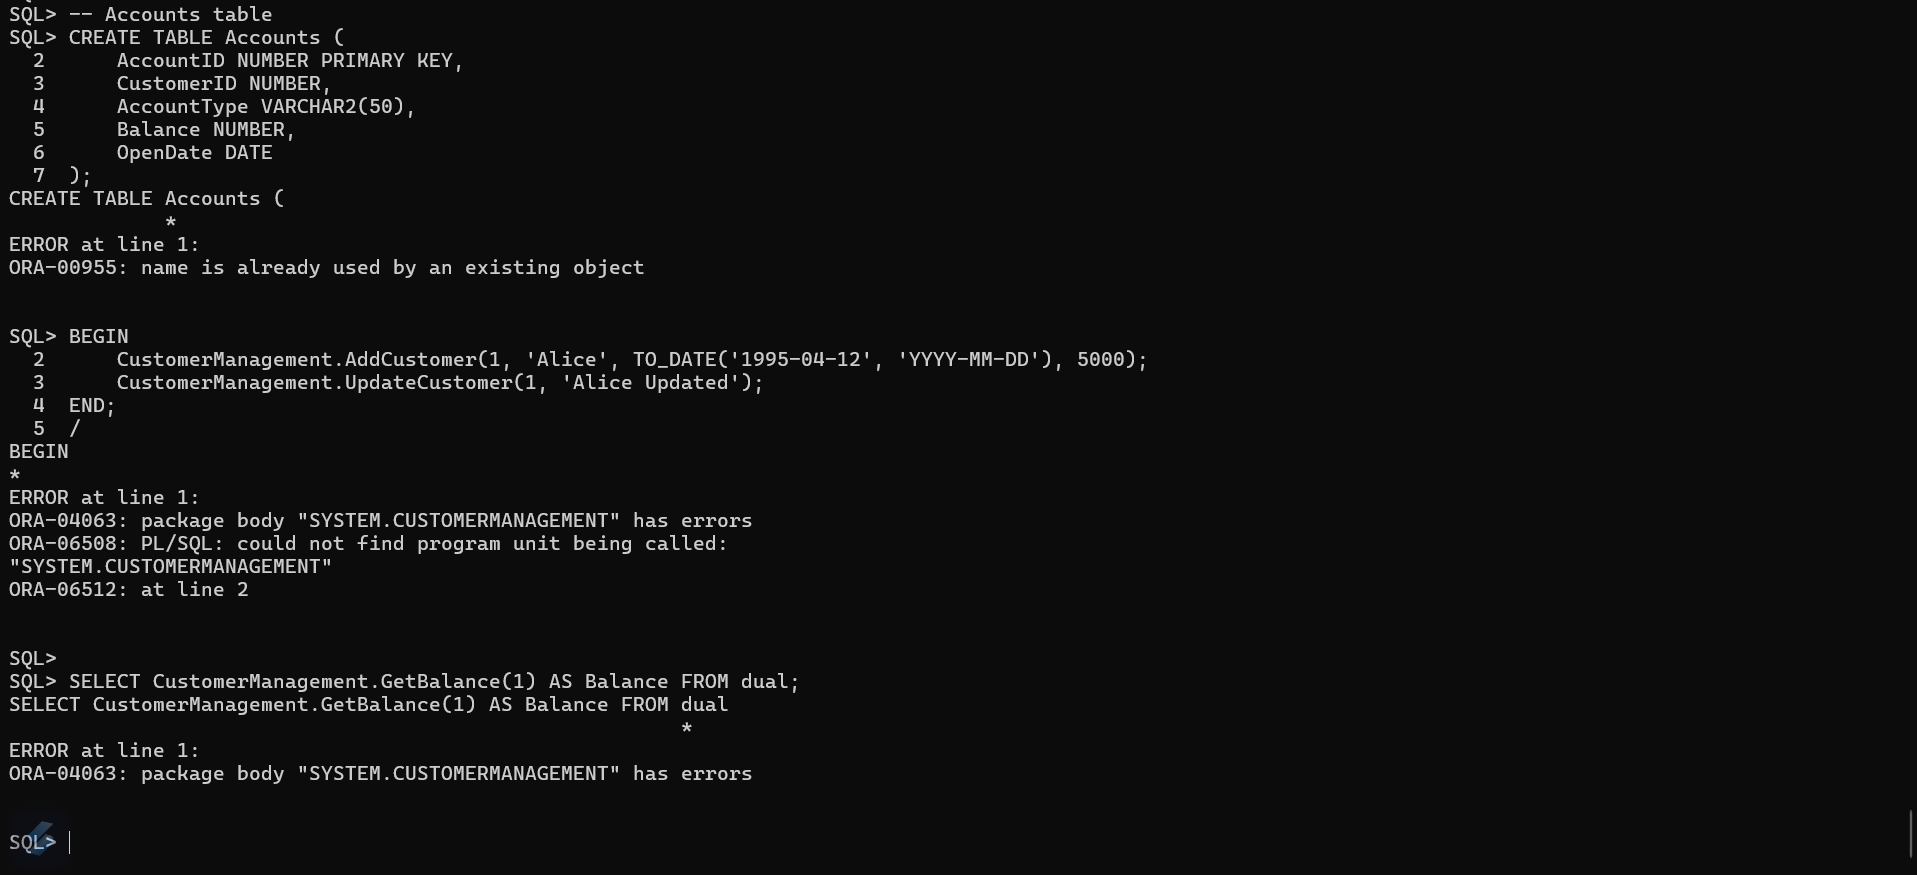 SQL> -- Accounts table
SQL> CREATE TABLE Accounts (
  2      AccountID NUMBER PRIMARY KEY,
  3      CustomerID NUMBER,
  4      AccountType VARCHAR2(50),
  5      Balance NUMBER,
  6      OpenDate DATE
  7  );
CREATE TABLE Accounts (
             *
ERROR at line 1:
ORA-00955: name is already used by an existing object
SQL> BEGIN
  2      CustomerManagement.AddCustomer(1, 'Alice', TO_DATE('1995-04-12', 'YYYY-MM-DD'), 5000);
  3      CustomerManagement.UpdateCustomer(1, 'Alice Updated');
  4  END;
  5  /
BEGIN
*
ERROR at line 1:
ORA-04063: package body "SYSTEM.CUSTOMERMANAGEMENT" has errors
ORA-06508: PL/SQL: could not find program unit being called:
"SYSTEM.CUSTOMERMANAGEMENT"
ORA-06512: at line 2
SQL>
SQL> SELECT CustomerManagement.GetBalance(1) AS Balance FROM dual;
SELECT CustomerManagement.GetBalance(1) AS Balance FROM dual
                                                        *
ERROR at line 1:
ORA-04063: package body "SYSTEM.CUSTOMERMANAGEMENT" has errors
SQL>